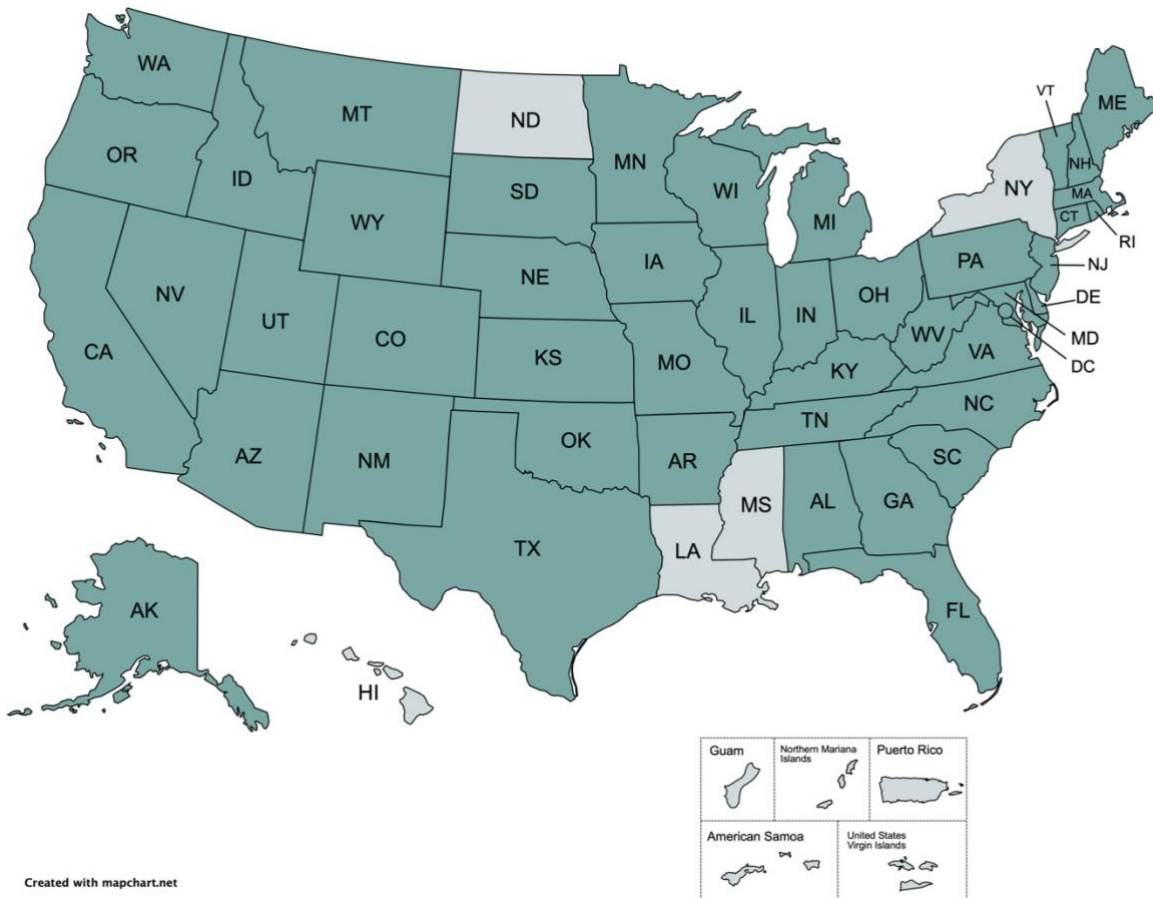 WA
OR
CA
NV
ID
MT
WY
UT
CO
AZ
NM
ND
SD
NE
KS
OK
TX
MN
IA
MO
AR
LA
WI
IL
MS
MI
IN
KY
TN
AL
OH
WV
GA
FL
SC
NC
VA
PA
NY
VT
NH
ME
MA
CT
RI
NJ
DE
MD
DC
AK
HI
Guam
Northern Mariana
Islands
Puerto Rico
American Samoa
United States
Virgin Islands
Created with mapchart.net